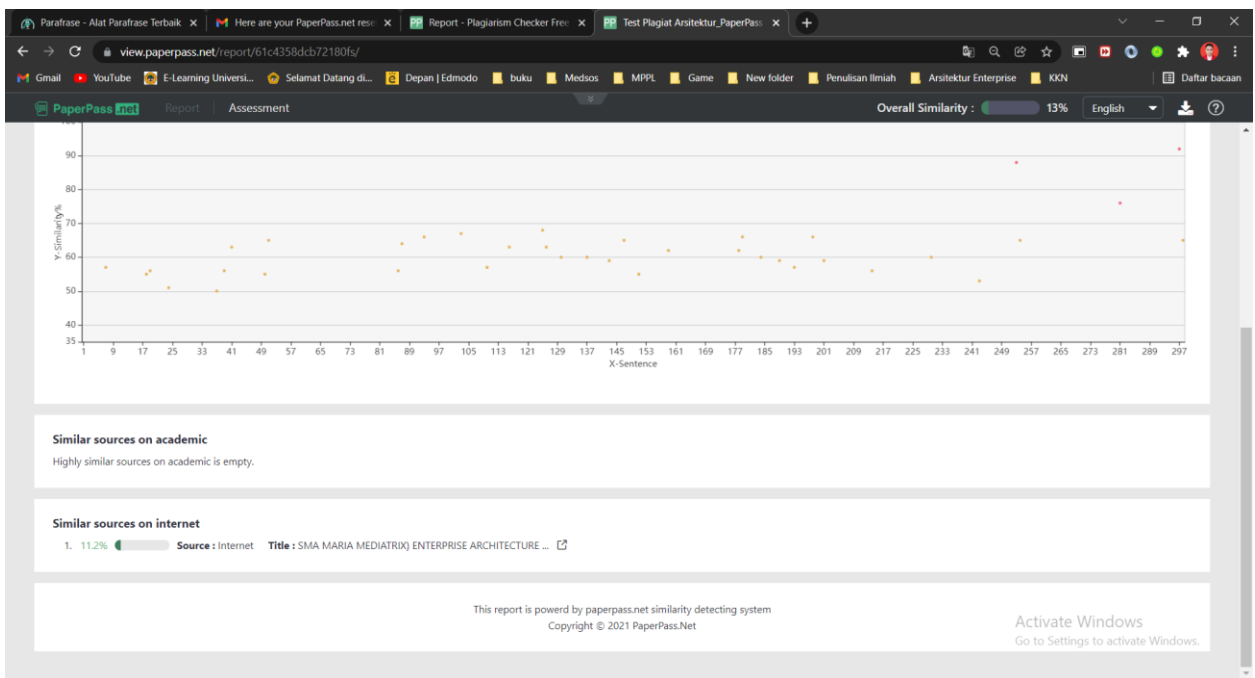 Parafrase - Alat Parafrase Terbaik
Here are your PaperPass.net rese
Report - Plagiarism Checker Free
Test Plagiat Arsitektur_PaperPass
view.paperpass.net/report/61c4358dcb72180fs/
Gmail YouTube E-Learning Universi... Selamat Datang di... Depan | Edmodo buku Medsos MPPL Game New folder Penulisan Ilmiah Arsitektur Enterprise KKN Daftar bacaan
PaperPass .net Report Assessment Overall Similarity : 13% English
90
80
70
60
50
40
35
Y-Similarity%
1 9 17 25 33 41 49 57 65 73 81 89 97 105 113 121 129 137 145 153 161 169 177 185 193 201 209 217 225 233 241 249 257 265 273 281 289 297
X-Sentence
Similar sources on academic
Highly similar sources on academic is empty.
Similar sources on internet
1. 11.2% Source : Internet Title : SMA MARIA MEDIATRIX) ENTERPRISE ARCHITECTURE ...
This report is powerd by paperpass.net similarity detecting system
Copyright © 2021 PaperPass.Net
Activate Windows
Go to Settings to activate Windows.